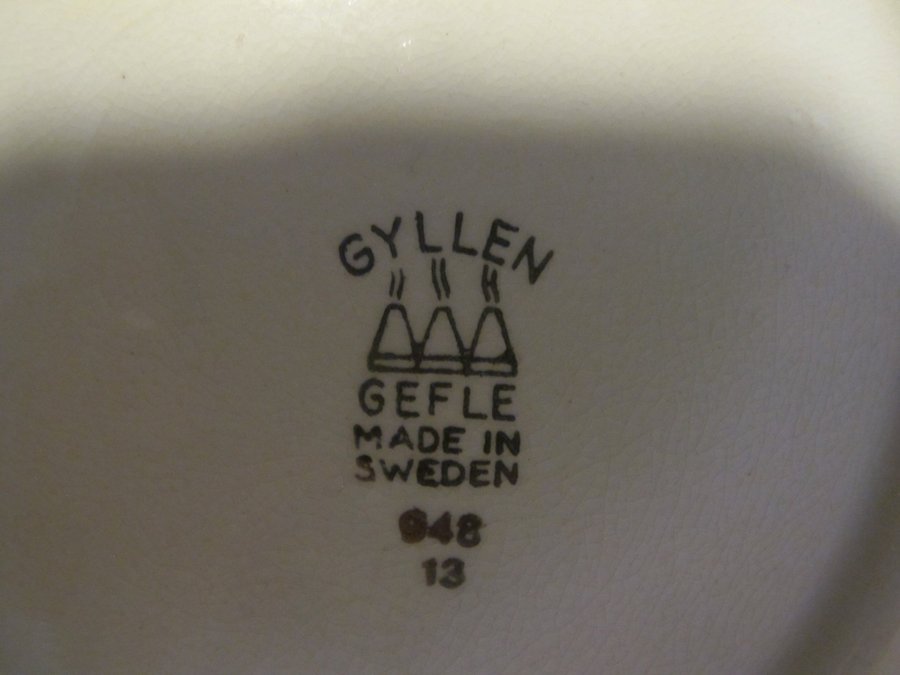 GYLLEN
GEFLE
MADE IN
SWEDEN
948
13